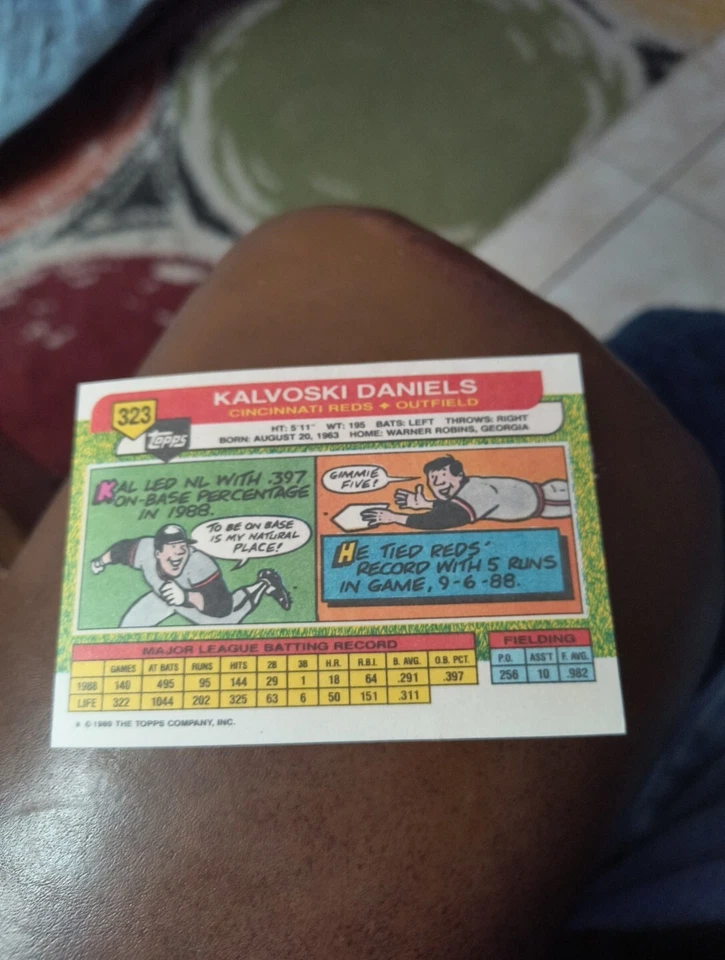 323
Topps
KALVOSKI DANIELS
CINCINNATI REDS ✦ OUTFIELD
HT: 5'11" WT: 195 BATS: LEFT THROWS: RIGHT
BORN: AUGUST 20, 1963 HOME: WARNER ROBINS, GEORGIA
KAL LED NL WITH .397
ON-BASE PERCENTAGE
IN 1988.
TO BE ON BASE
IS MY NATURAL
PLACE!
GIMMIE
FIVE!
HE TIED REDS'
RECORD WITH 5 RUNS
IN GAME, 9-6-88.
MAJOR LEAGUE BATTING RECORD
GAMES AT BATS RUNS HITS 2B 3B H.R. R.B.I. B. AVG. O.B. PCT.
1988 140 495 95 144 29 1 18 64 .291 .397
LIFE 322 1044 202 325 63 6 50 151 .311
FIELDING
P.O. ASS'T F. AVG.
256 10 .982
* © 1989 THE TOPPS COMPANY, INC.